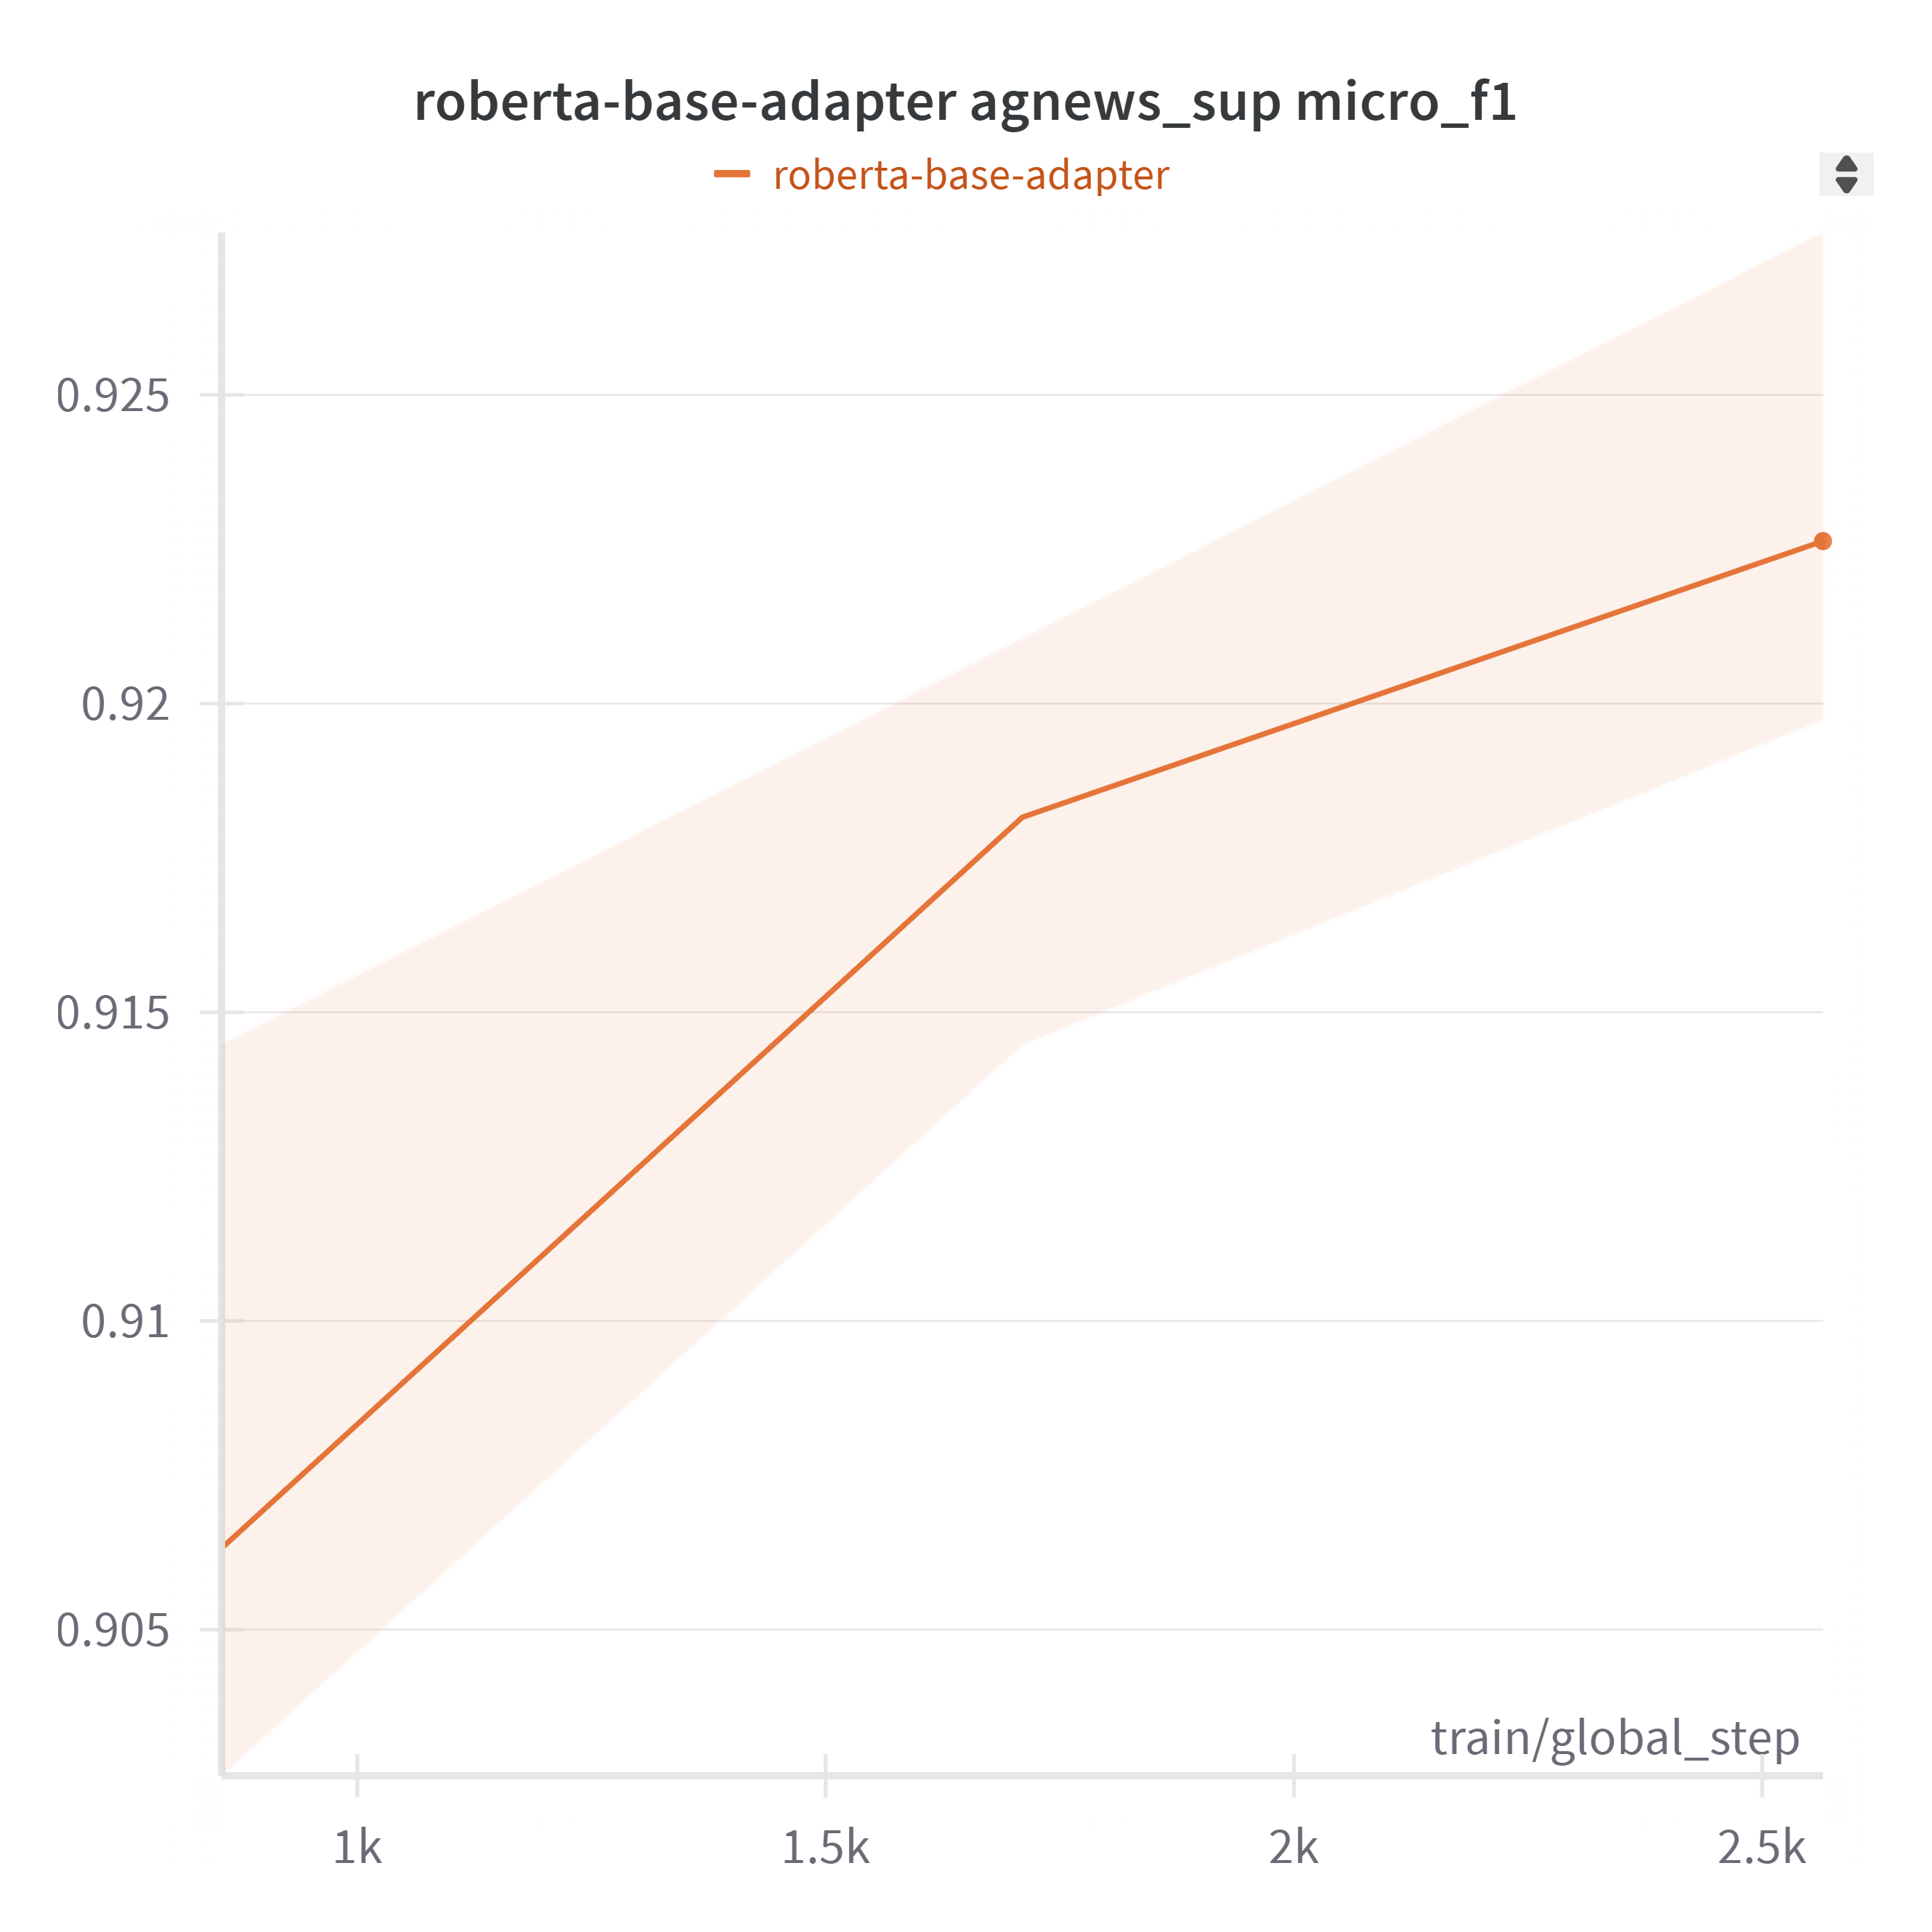 roberta-base-adapter agnews_sup micro_f1
roberta-base-adapter
0.925
0.92
0.915
0.91
0.905
train/global_step
1k 1.5k 2k 2.5k